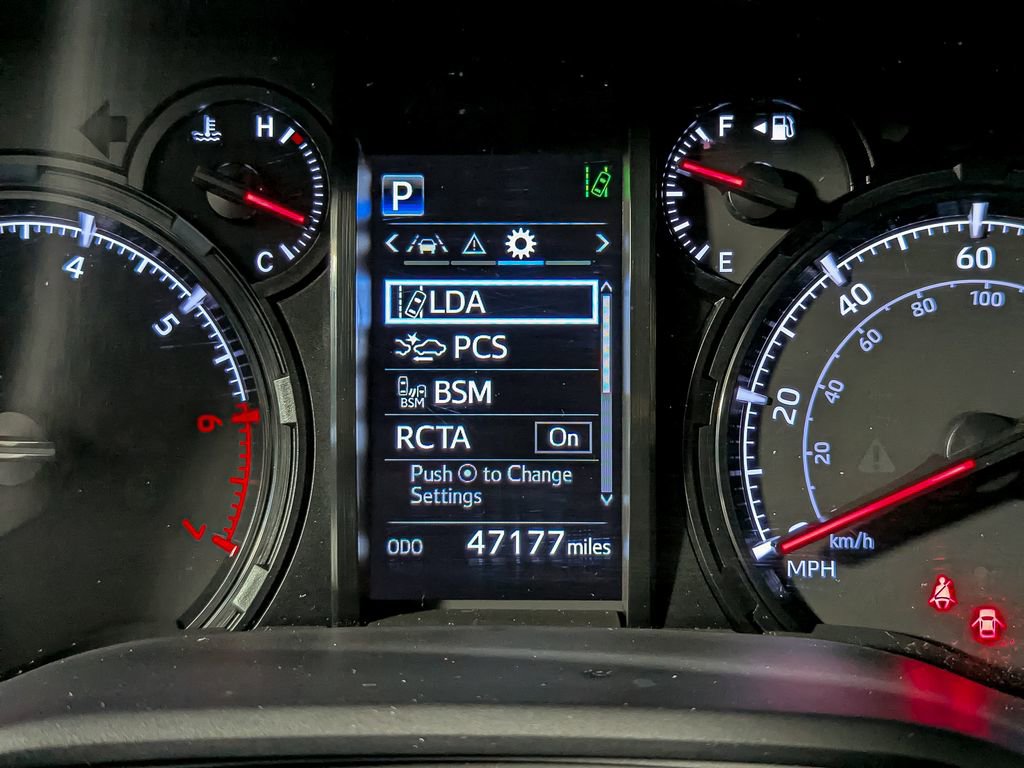 H
C
4
5
6
7
P
LDA
PCS
BSM
BSM
RCTA On
Push to Change
Settings
ODO 47177 miles
F
E
60
40
20
100
80
60
40
20
km/h
MPH